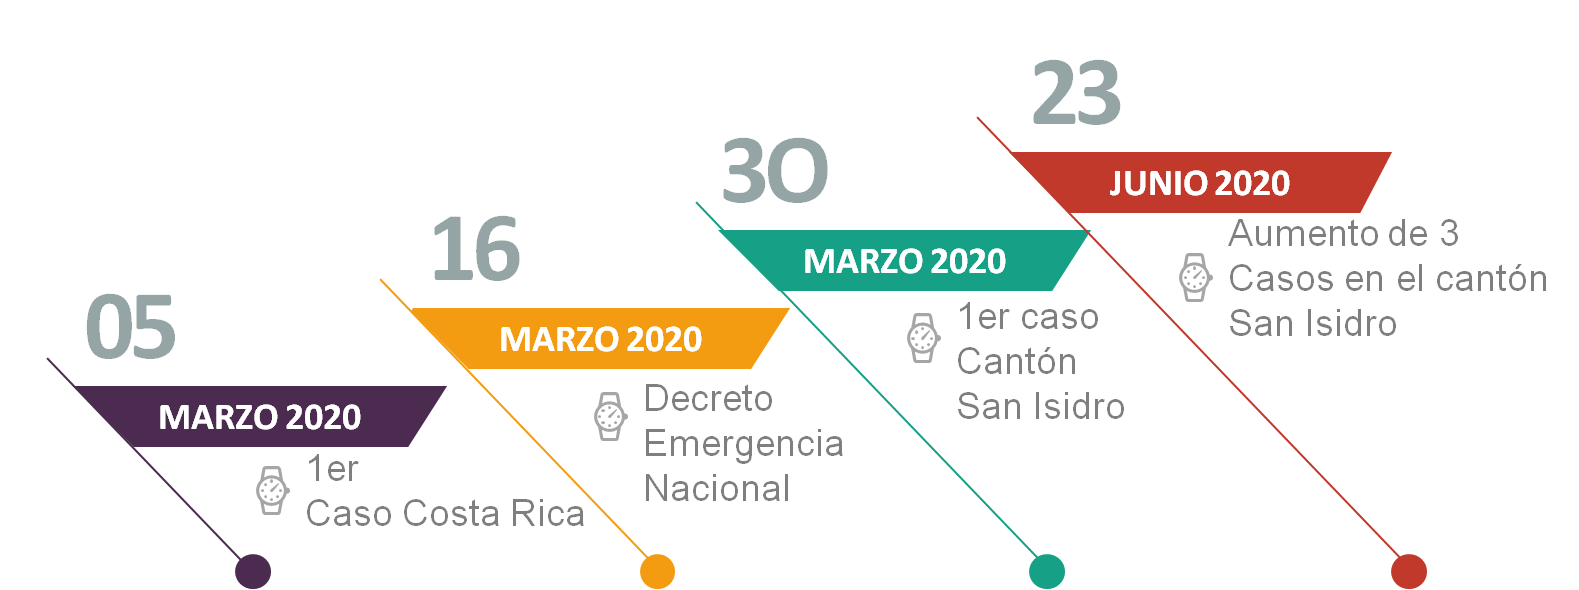 05
MARZO 2020
1er
Caso Costa Rica
16
MARZO 2020
Decreto
Emergencia
Nacional
30
MARZO 2020
1er caso
Cantón
San Isidro
23
JUNIO 2020
Aumento de 3
Casos en el cantón
San Isidro